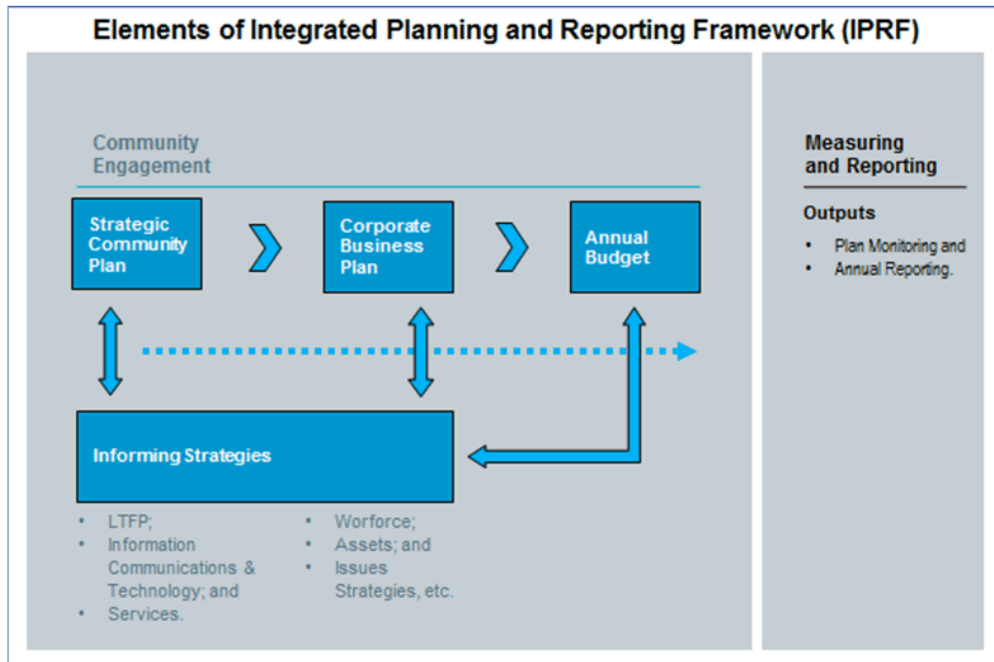 Elements of Integrated Planning and Reporting Framework (IPRF)
Community
Engagement
Strategic
Community
Plan
Corporate
Business
Plan
Annual
Budget
Informing Strategies
• LTFP;
• Information
Communications &
Technology; and
• Services.
• Worforce;
• Assets; and
• Issues
Strategies, etc.
Measuring
and Reporting
Outputs
• Plan Monitoring and
• Annual Reporting.